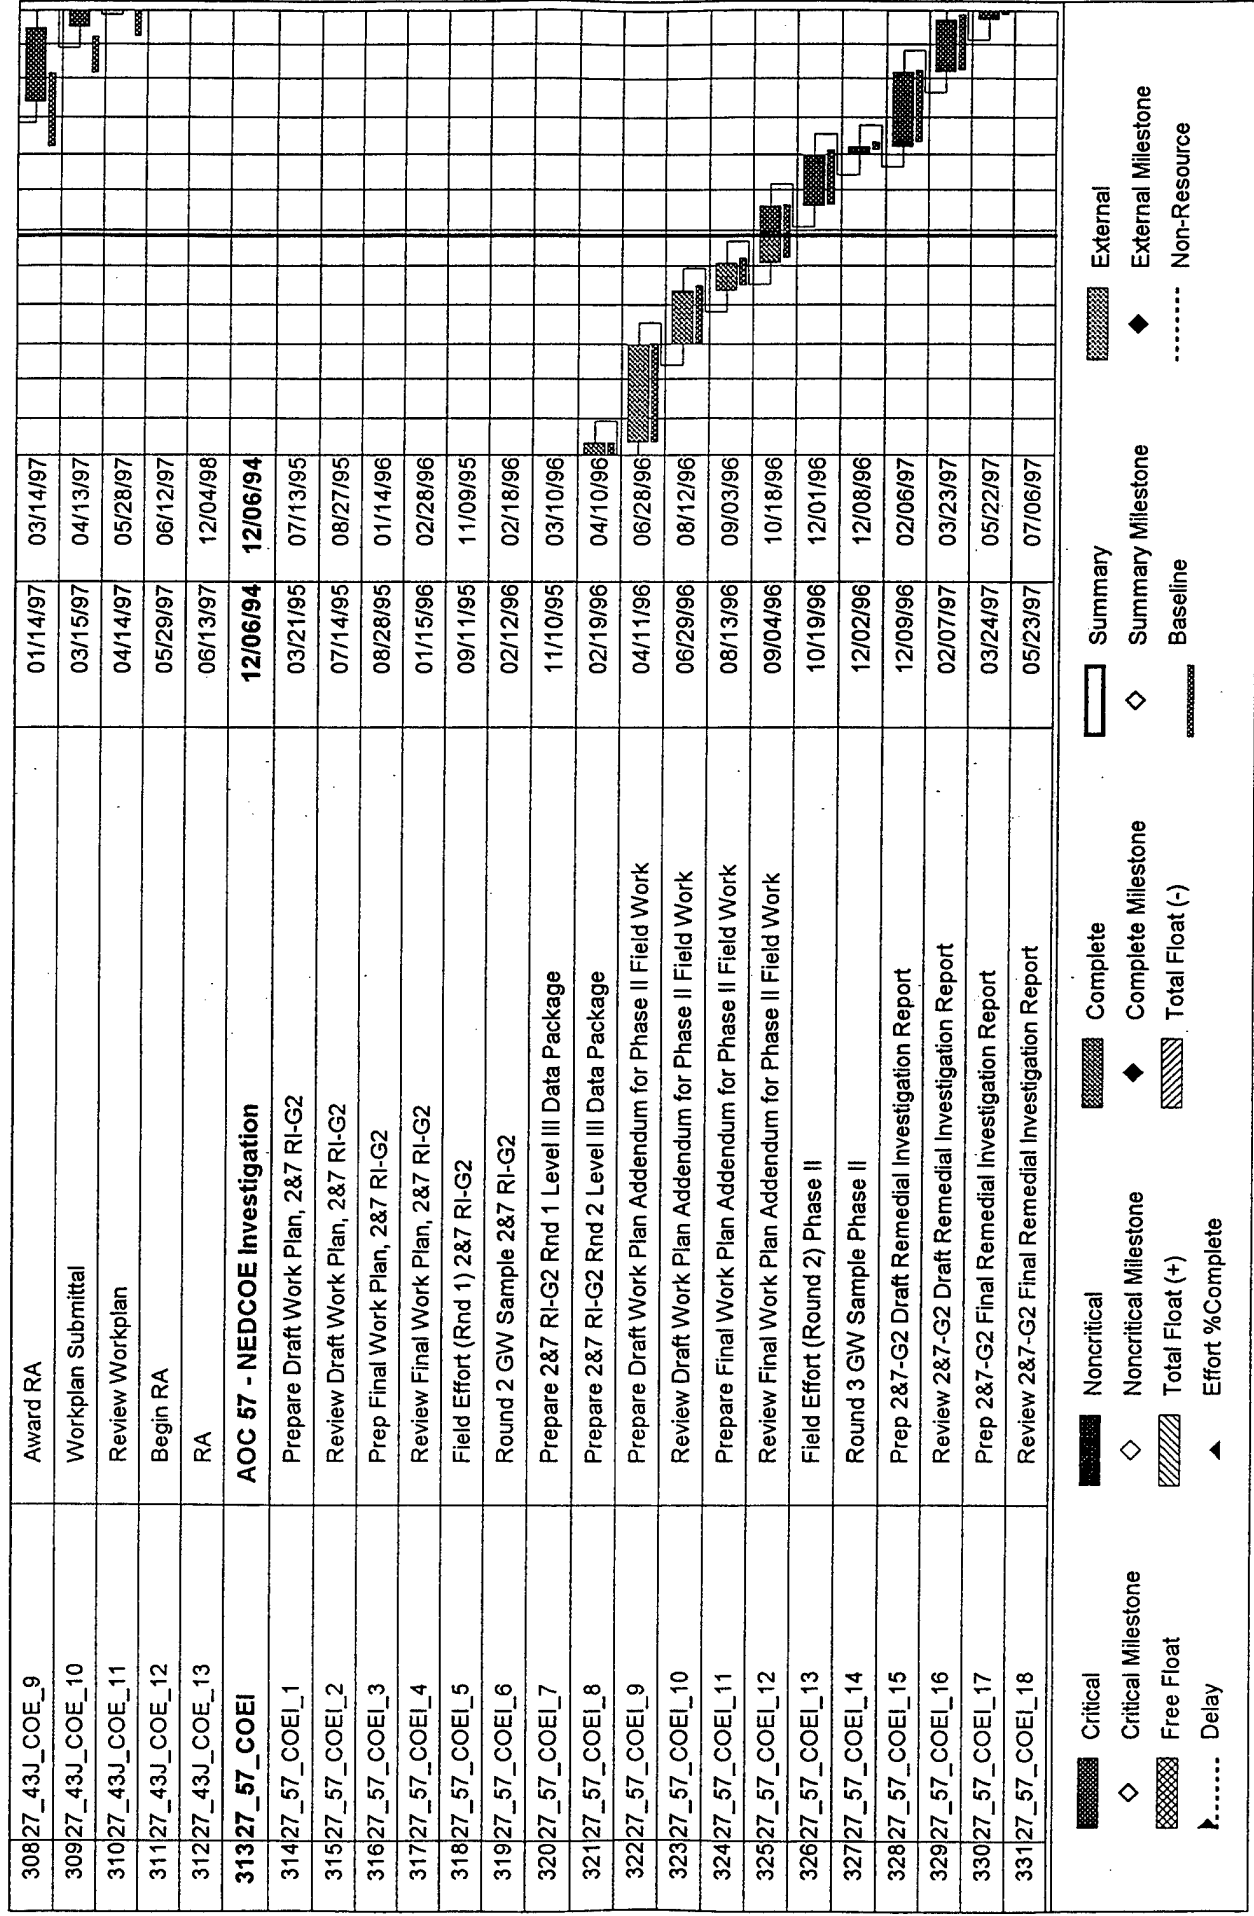 308 27_43J_COE_9 Award RA 01/14/97 03/14/97
309 27_43J_COE_10 Workplan Submittal 03/15/97 04/13/97
310 27_43J_COE_11 Review Workplan 04/14/97 05/28/97
311 27_43J_COE_12 Begin RA 05/29/97 06/12/97
312 27_43J_COE_13 RA 06/13/97 12/04/98
313 27_57_COEI AOC 57 - NEDCOE Investigation 12/06/94 12/06/94
314 27_57_COEI_1 Prepare Draft Work Plan, 2&7 RI-G2 03/21/95 07/13/95
315 27_57_COEI_2 Review Draft Work Plan, 2&7 RI-G2 07/14/95 08/27/95
316 27_57_COEI_3 Prep Final Work Plan, 2&7 RI-G2 08/28/95 01/14/96
317 27_57_COEI_4 Review Final Work Plan, 2&7 RI-G2 01/15/96 02/28/96
318 27_57_COEI_5 Field Effort (Rnd 1) 2&7 RI-G2 09/11/95 11/09/95
319 27_57_COEI_6 Round 2 GW Sample 2&7 RI-G2 02/12/96 02/18/96
320 27_57_COEI_7 Prepare 2&7 RI-G2 Rnd 1 Level III Data Package 11/10/95 03/10/96
321 27_57_COEI_8 Prepare 2&7 RI-G2 Rnd 2 Level III Data Package 02/19/96 04/10/96
322 27_57_COEI_9 Prepare Draft Work Plan Addendum for Phase II Field Work 04/11/96 06/28/96
323 27_57_COEI_10 Review Draft Work Plan Addendum for Phase II Field Work 06/29/96 08/12/96
324 27_57_COEI_11 Prepare Final Work Plan Addendum for Phase II Field Work 08/13/96 09/03/96
325 27_57_COEI_12 Review Final Work Plan Addendum for Phase II Field Work 09/04/96 10/18/96
326 27_57_COEI_13 Field Effort (Round 2) Phase II 10/19/96 12/01/96
327 27_57_COEI_14 Round 3 GW Sample Phase II 12/02/96 12/08/96
328 27_57_COEI_15 Prep 2&7-G2 Draft Remedial Investigation Report 12/09/96 02/06/97
329 27_57_COEI_16 Review 2&7-G2 Draft Remedial Investigation Report 02/07/97 03/23/97
330 27_57_COEI_17 Prep 2&7-G2 Final Remedial Investigation Report 03/24/97 05/22/97
331 27_57_COEI_18 Review 2&7-G2 Final Remedial Investigation Report 05/23/97 07/06/97
Critical Noncritical Complete Summary External
Critical Milestone Noncritical Milestone Complete Milestone Summary Milestone External Milestone
Free Float Total Float (+) Total Float (-) Baseline Non-Resource
Delay Effort %Complete